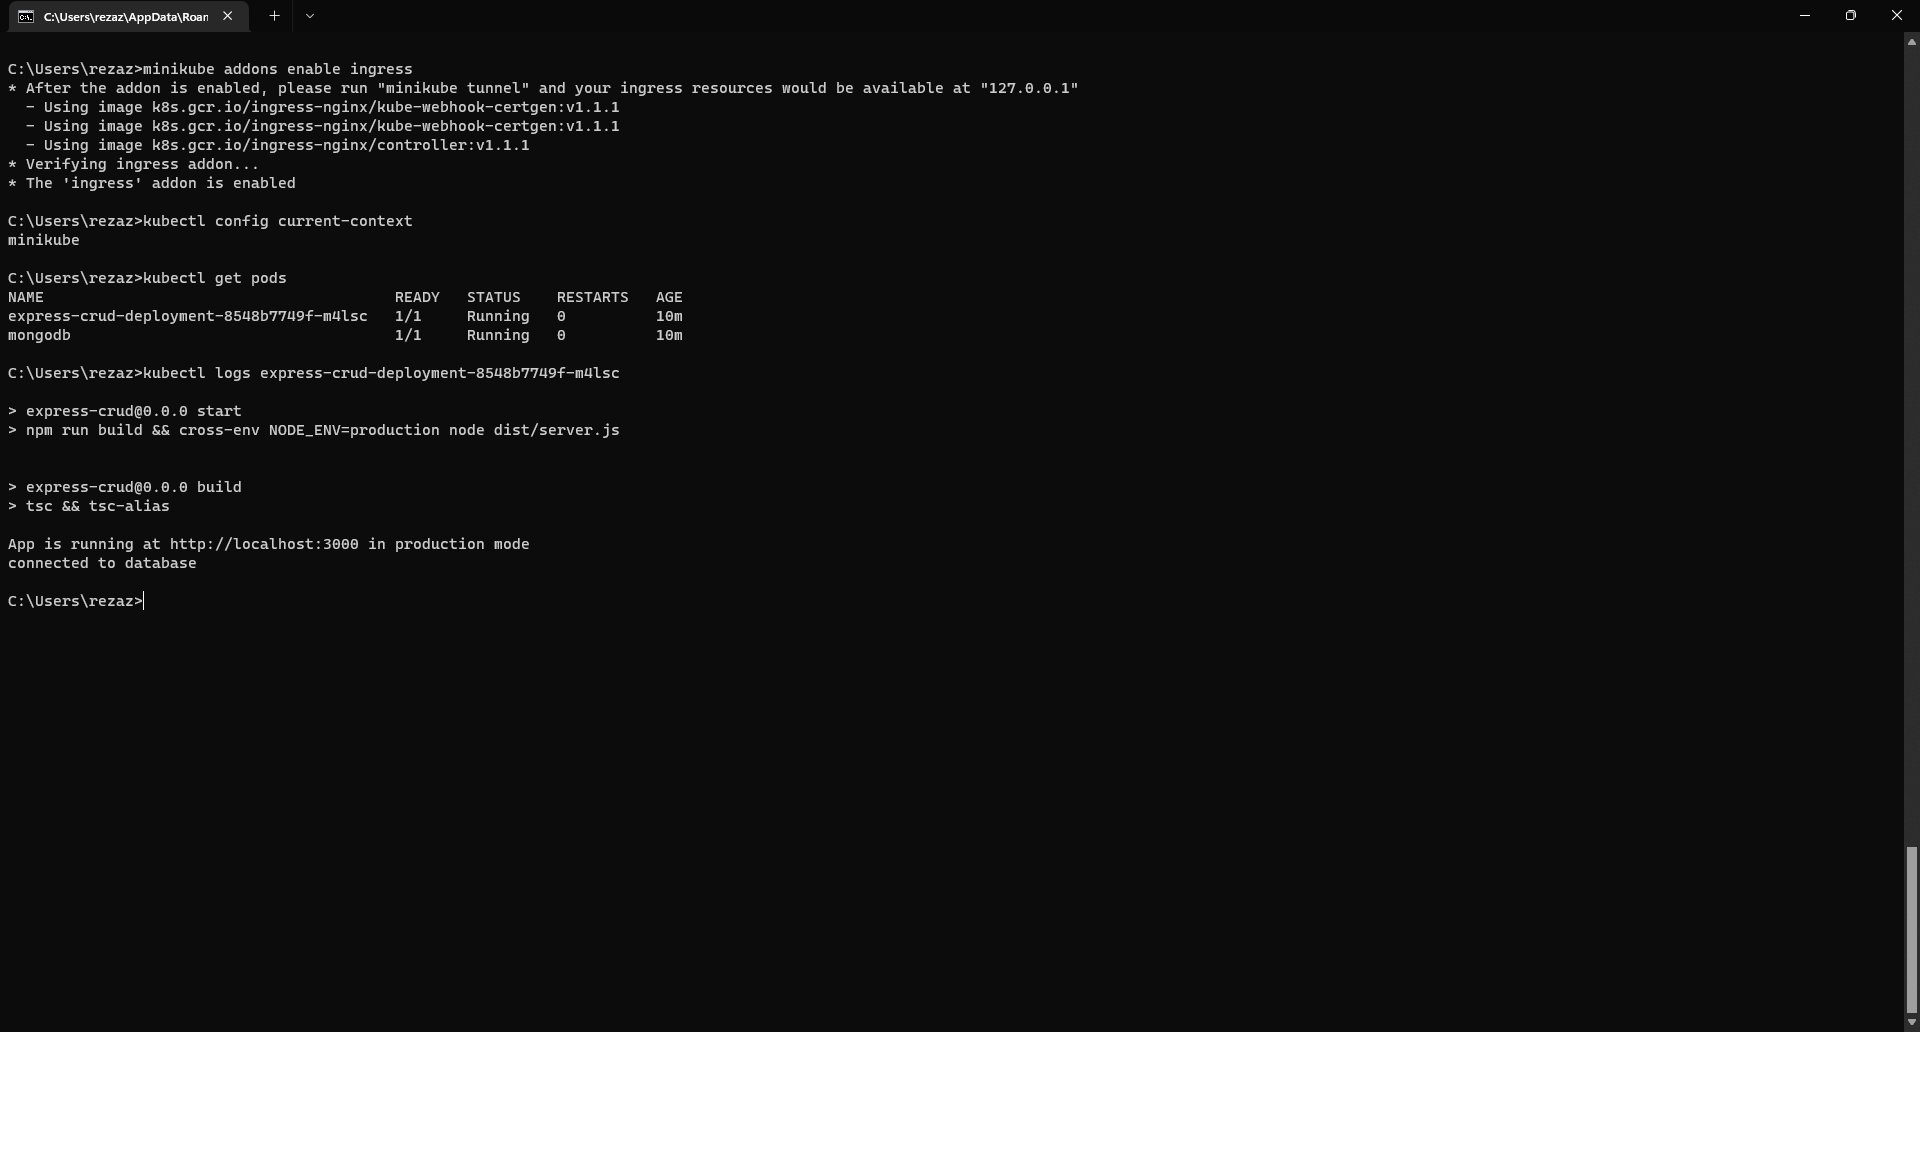 C:\Users\rezaz\AppData\Roan
C:\Users\rezaz>minikube addons enable ingress
* After the addon is enabled, please run "minikube tunnel" and your ingress resources would be available at "127.0.0.1"
  - Using image k8s.gcr.io/ingress-nginx/kube-webhook-certgen:v1.1.1
  - Using image k8s.gcr.io/ingress-nginx/kube-webhook-certgen:v1.1.1
  - Using image k8s.gcr.io/ingress-nginx/controller:v1.1.1
* Verifying ingress addon...
* The 'ingress' addon is enabled
C:\Users\rezaz>kubectl config current-context
minikube
C:\Users\rezaz>kubectl get pods
NAME                                       READY   STATUS    RESTARTS   AGE
express-crud-deployment-8548b7749f-m4lsc   1/1     Running   0          10m
mongodb                                    1/1     Running   0          10m
C:\Users\rezaz>kubectl logs express-crud-deployment-8548b7749f-m4lsc
> express-crud@0.0.0 start
> npm run build && cross-env NODE_ENV=production node dist/server.js
> express-crud@0.0.0 build
> tsc && tsc-alias
App is running at http://localhost:3000 in production mode
connected to database
C:\Users\rezaz>